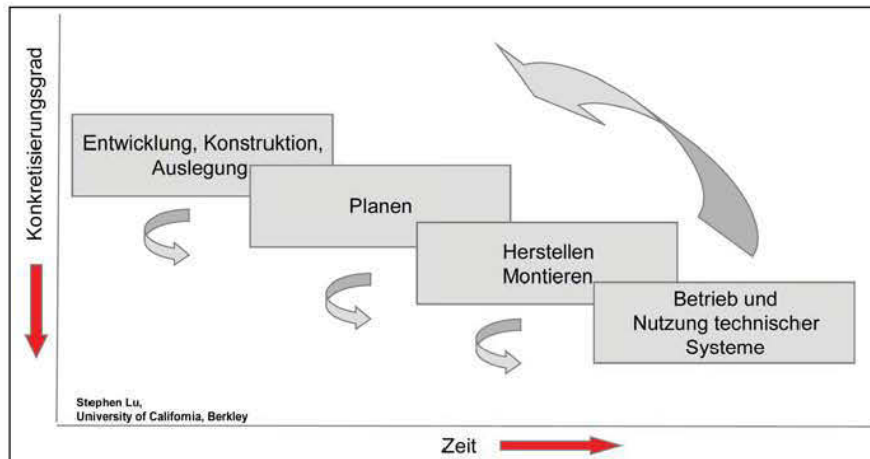 Konkretisierungsgrad
Entwicklung, Konstruktion,
Auslegung
Planen
Herstellen
Montieren
Betrieb und
Nutzung technischer
Systeme
Stephen Lu,
University of California, Berkley
Zeit